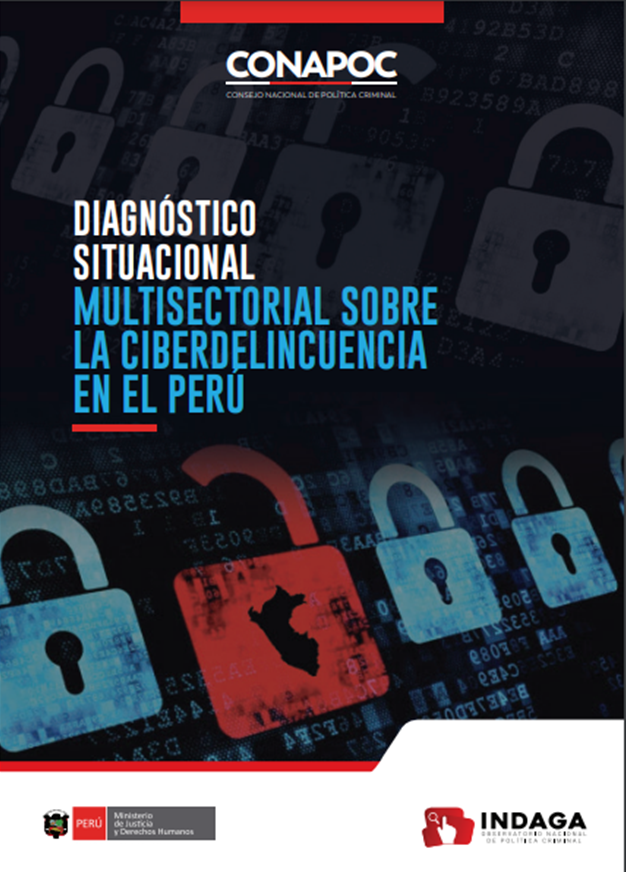 CONAPOC
CONSEJO NACIONAL DE POLÍTICA CRIMINAL
DIAGNÓSTICO
SITUACIONAL
MULTISECTORIAL SOBRE
LA CIBERDELINCUENCIA
EN EL PERÚ
PERÚ
Ministerio
de Justicia
y Derechos Humanos
INDAGA
OBSERVATORIO NACIONAL
DE POLÍTICA CRIMINAL